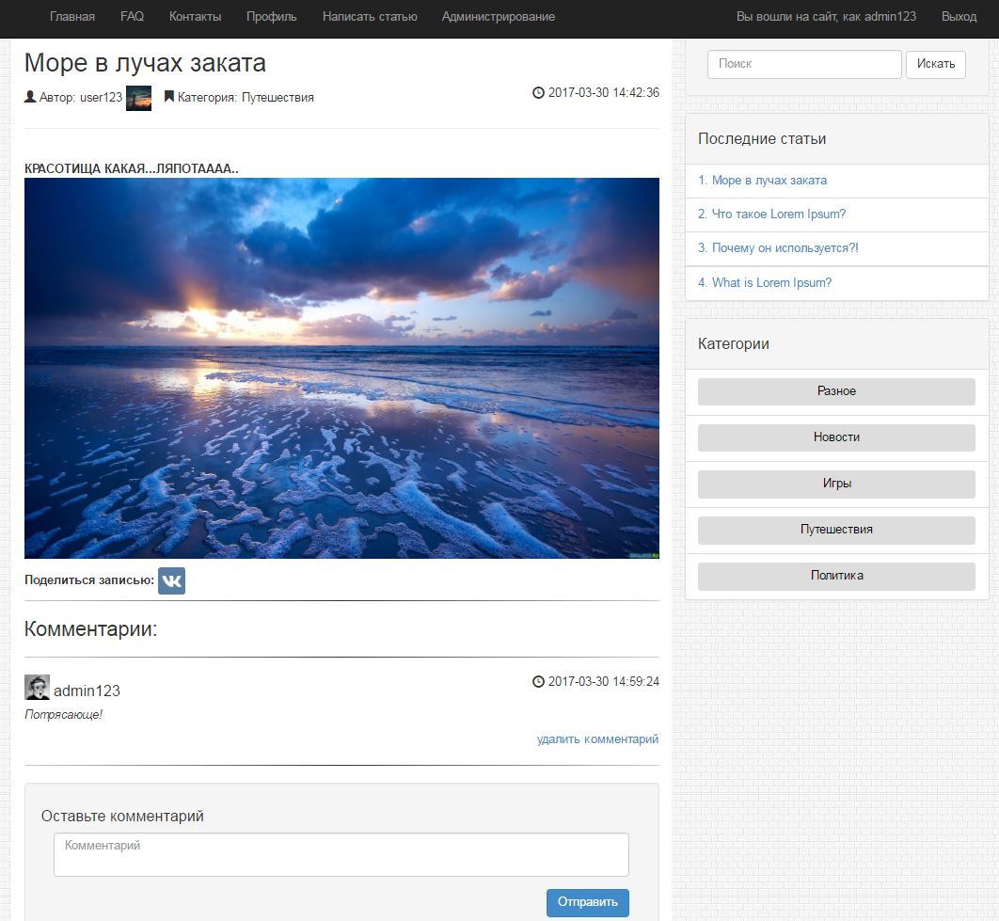 Главная FAQ Контакты Профиль Написать статью Администрирование Вы вошли на сайт, как admin123 Выход
Море в лучах заката
Автор: user123 Категория: Путешествия 2017-03-30 14:42:36
КРАСОТИЩА КАКАЯ...ЛЯПОТАААА..
Поделиться записью:
Комментарии:
admin123 2017-03-30 14:59:24
Потрясающе!
удалить комментарий
Оставьте комментарий
Комментарий
Отправить
Поиск Искать
Последние статьи
1. Море в лучах заката
2. Что такое Lorem Ipsum?
3. Почему он используется?!
4. What is Lorem Ipsum?
Категории
Разное
Новости
Игры
Путешествия
Политика